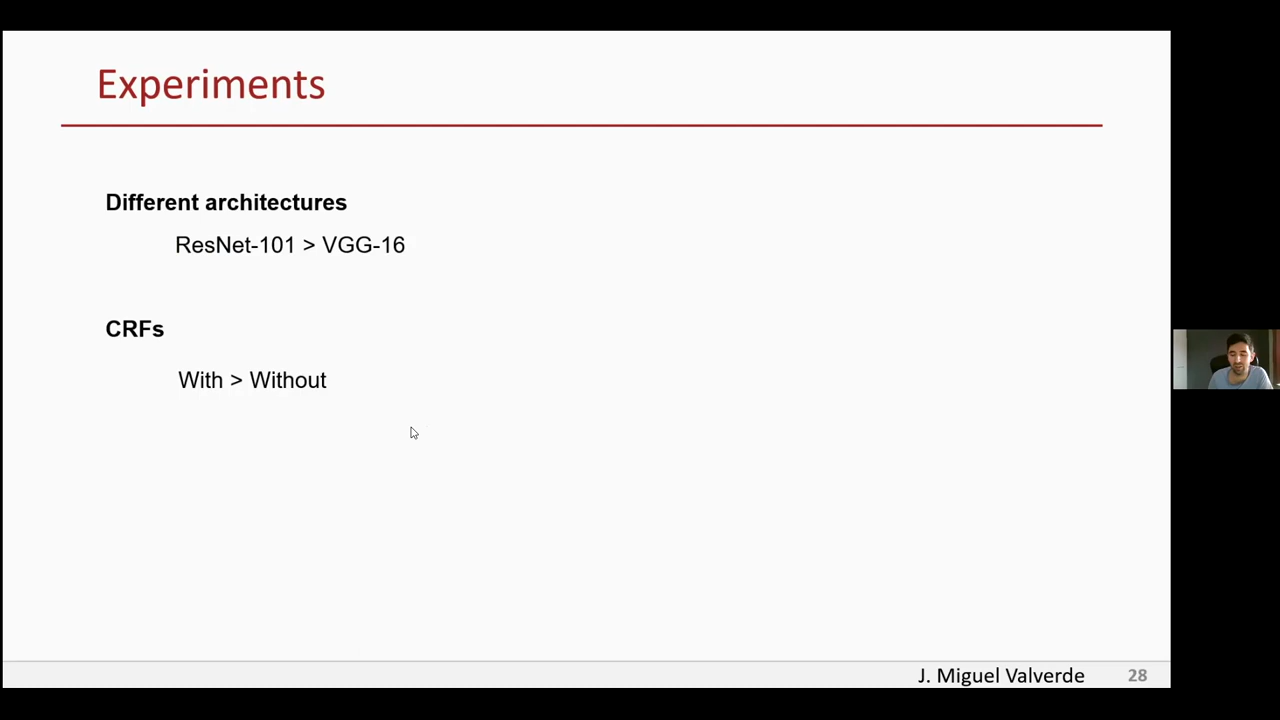 Experiments
Different architectures
ResNet-101 > VGG-16
CRFs
With > Without
J. Miguel Valverde
28